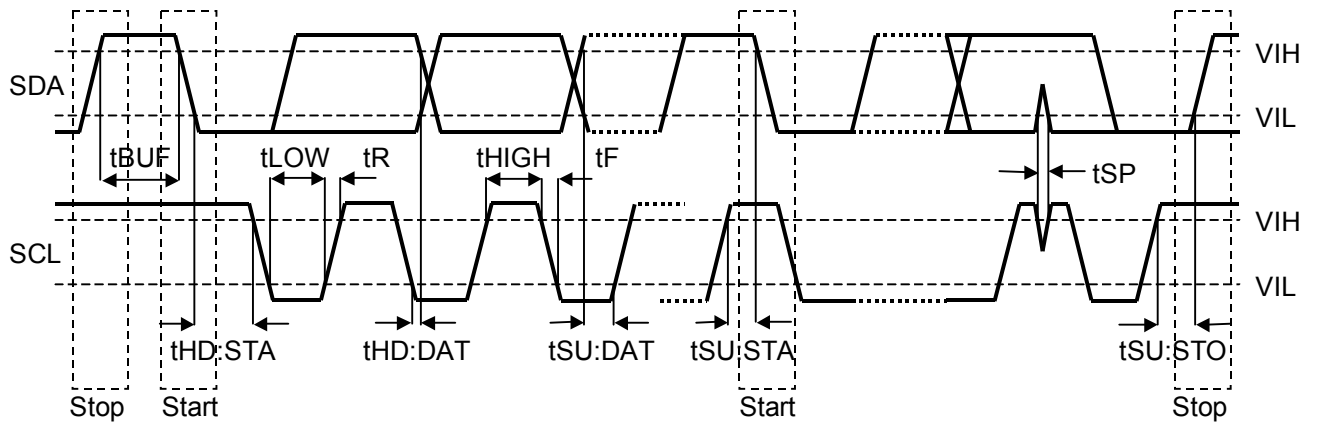 VIH
SDA
VIL
tBUF tLOW tR tHIGH tF
tSP
VIH
SCL
VIL
tHD:STA tHD:DAT tSU:DAT tSU:STA tSU:STO
Stop Start Start Stop